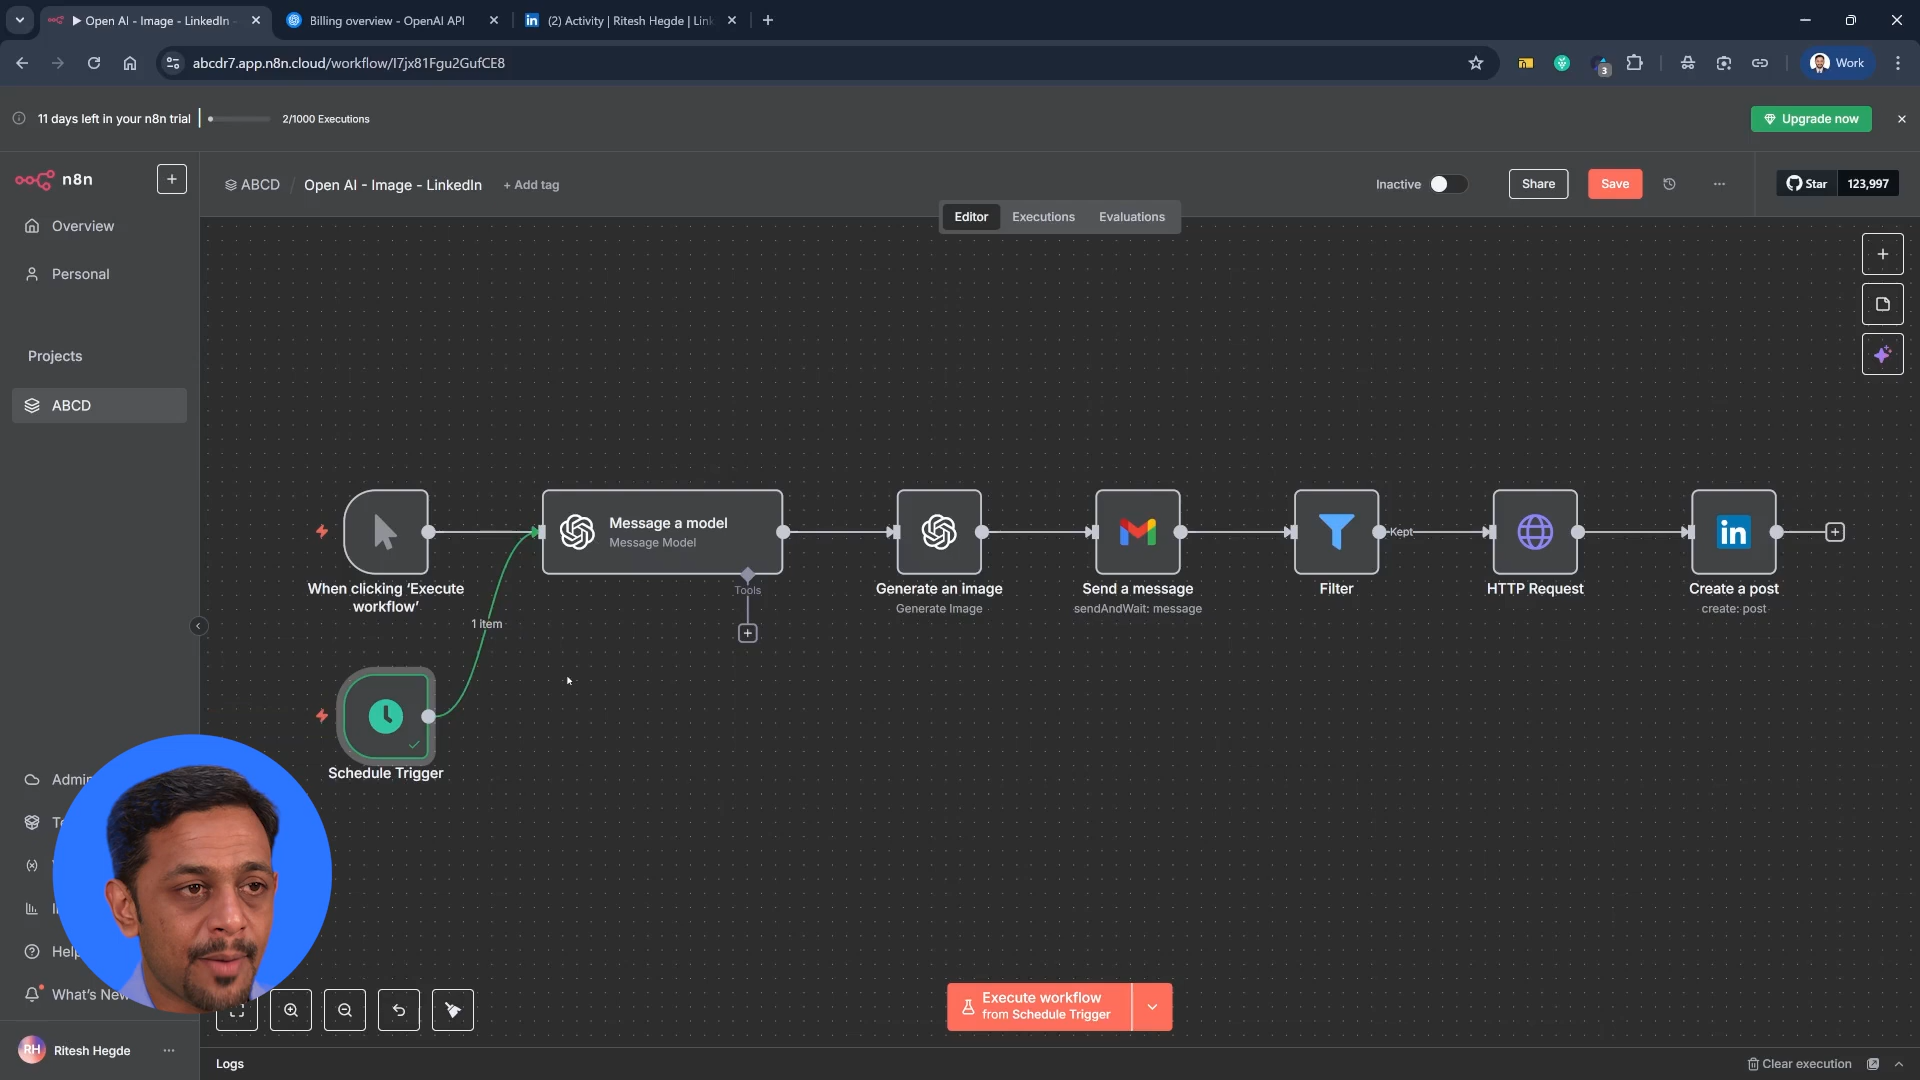 ▶ Open AI - Image - LinkedIn -
Billing overview - OpenAI API
(2) Activity | Ritesh Hegde | Link
abcdr7.app.n8n.cloud/workflow/I7jx81Fgu2GufCE8
3
Work
11 days left in your n8n trial
2/1000 Executions
Upgrade now
n8n
ABCD / Open AI - Image - LinkedIn + Add tag
Inactive
Share
Save
Star 123,997
Editor
Executions
Evaluations
Overview
Personal
Projects
ABCD
Message a model
Message Model
Tools
Kept
When clicking ‘Execute
workflow’
Generate an image
Generate Image
Send a message
sendAndWait: message
Filter
HTTP Request
Create a post
create: post
1 item
Schedule Trigger
What's New
Execute workflow
from Schedule Trigger
RH
Ritesh Hegde
Logs
Clear execution